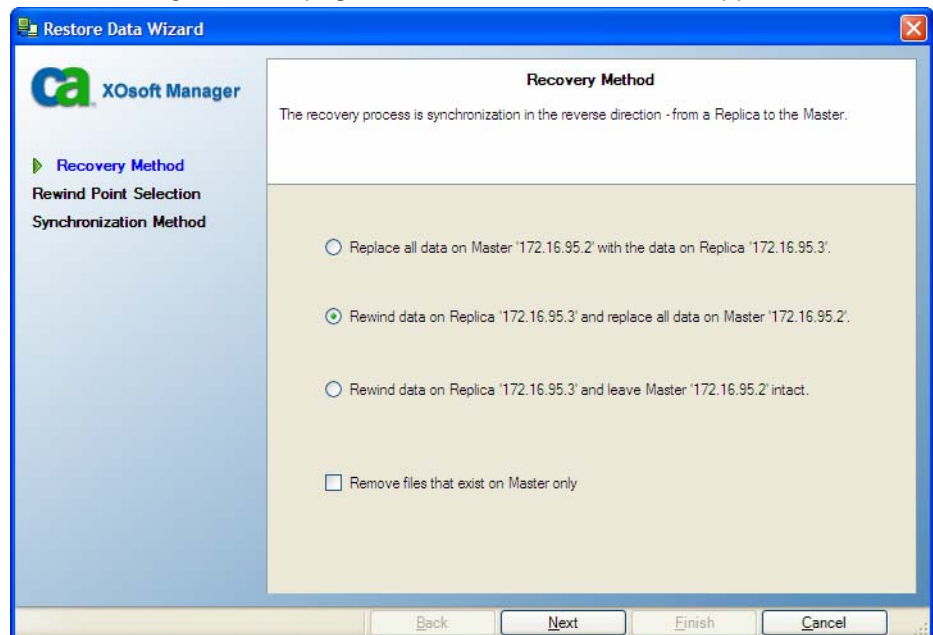 Restore Data Wizard
ca XOsoft Manager
Recovery Method
Rewind Point Selection
Synchronization Method
Recovery Method
The recovery process is synchronization in the reverse direction - from a Replica to the Master.
Replace all data on Master '172.16.95.2' with the data on Replica '172.16.95.3'.
Rewind data on Replica '172.16.95.3' and replace all data on Master '172.16.95.2'.
Rewind data on Replica '172.16.95.3' and leave Master '172.16.95.2' intact.
Remove files that exist on Master only
Back Next Finish Cancel